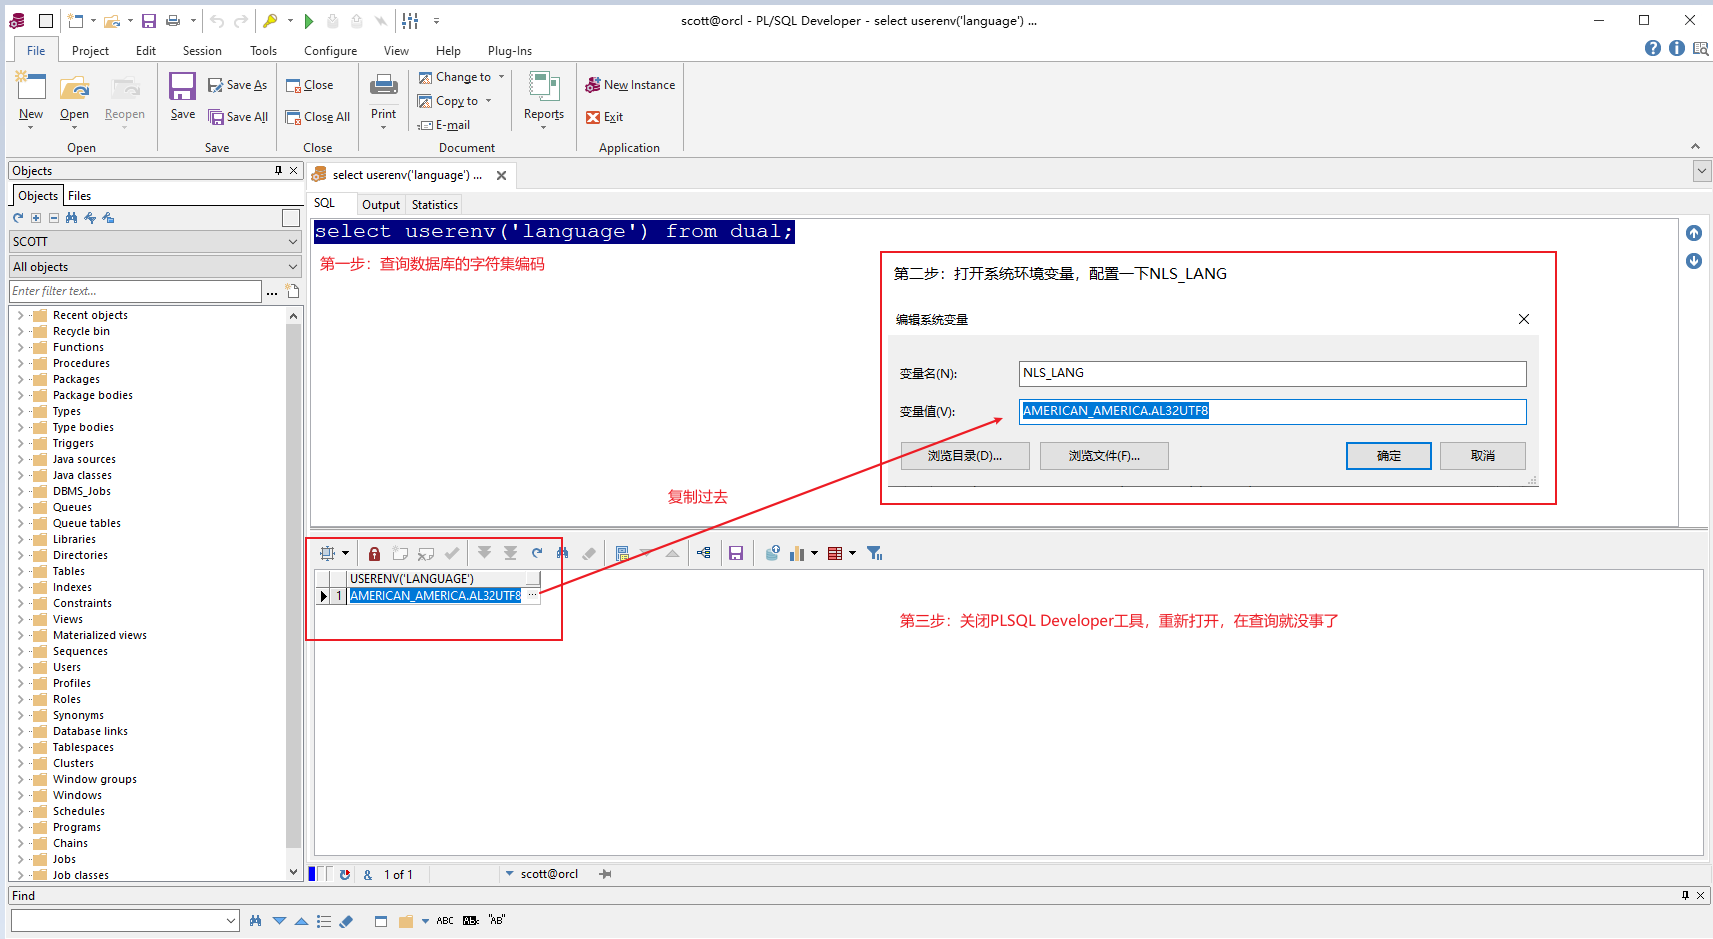 scott@orcl - PL/SQL Developer - select userenv('language') ...
File Project Edit Session Tools Configure View Help Plug-Ins
New Open Reopen Save Save As Save All Close Close All Print Change to Copy to E-mail Reports New Instance Exit
Open Save Close Document Application
Objects
Objects Files
SCOTT
All objects
Enter filter text...
...
Recent objects
Recycle bin
Functions
Procedures
Packages
Package bodies
Types
Type bodies
Triggers
Java sources
Java classes
DBMS_Jobs
Queues
Queue tables
Libraries
Directories
Tables
Indexes
Constraints
Views
Materialized views
Sequences
Users
Profiles
Roles
Synonyms
Database links
Tablespaces
Clusters
Window groups
Windows
Schedules
Programs
Chains
Jobs
Job classes
select userenv('language') ...
SQL Output Statistics
select userenv('language') from dual;
第一步：查询数据库的字符集编码
第二步：打开系统环境变量，配置一下NLS_LANG
编辑系统变量
变量名(N): NLS_LANG
变量值(V): AMERICAN_AMERICA.AL32UTF8
浏览目录(D)... 浏览文件(F)... 确定 取消
复制过去
USERENV('LANGUAGE')
1 AMERICAN_AMERICA.AL32UTF8 ...
第三步：关闭PLSQL Developer工具，重新打开，在查询就没事了
& 1 of 1 scott@orcl
Find
ABC AB "AB"